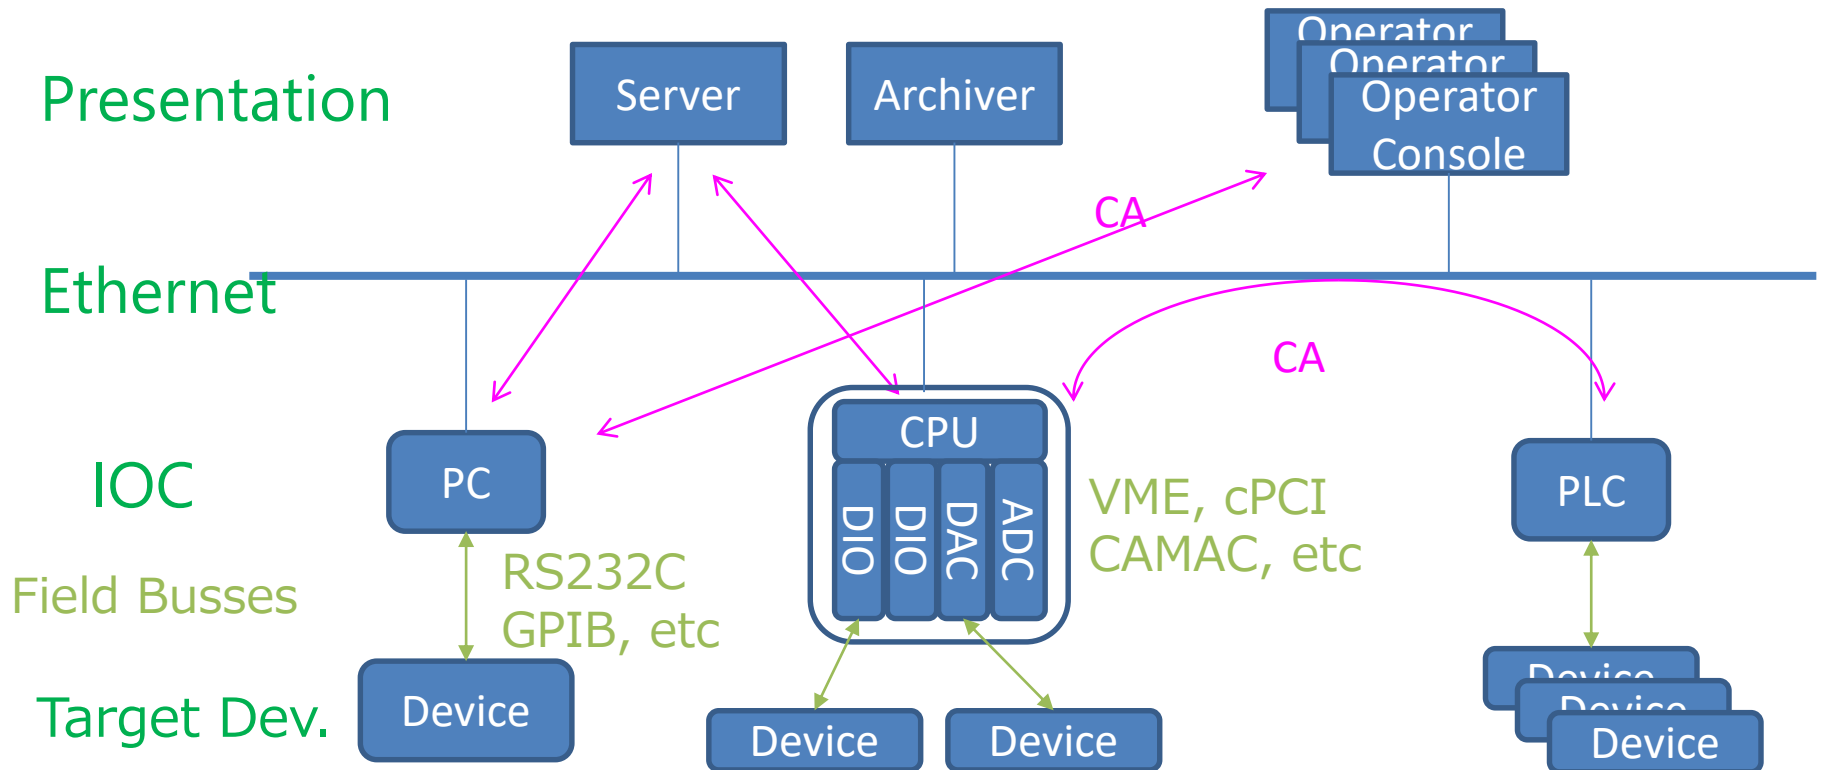 Presentation
Server
Archiver
Operator
Operator
Operator
Console
CA
Ethernet
CA
IOC
PC
CPU
DIO
DIO
DAC
ADC
VME, cPCI
CAMAC, etc
PLC
Field Busses
RS232C
GPIB, etc
Target Dev.
Device
Device
Device
Device
Device
Device